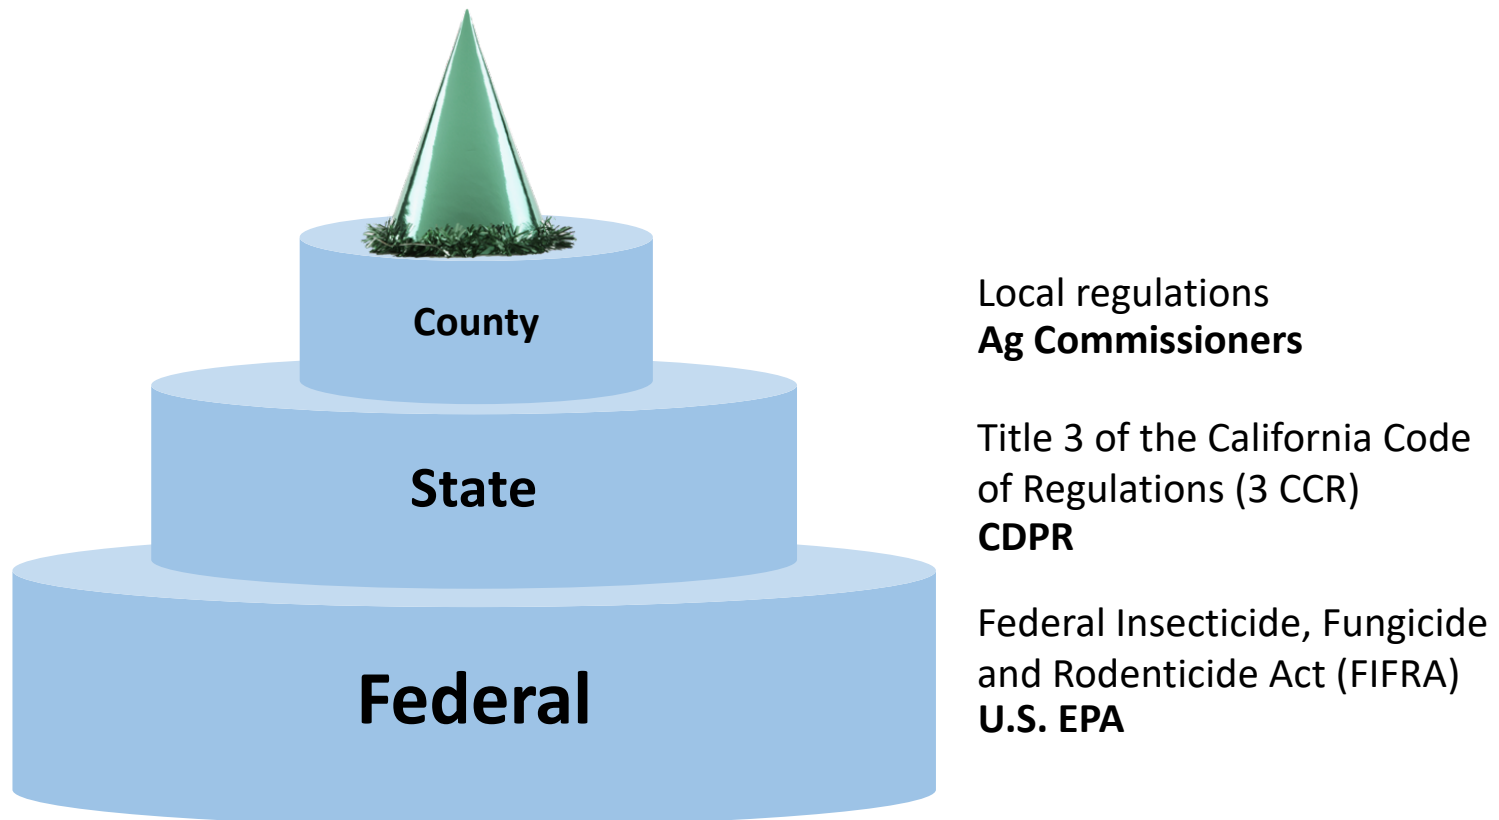 County
Local regulations
Ag Commissioners
State
Title 3 of the California Code
of Regulations (3 CCR)
CDPR
Federal
Federal Insecticide, Fungicide
and Rodenticide Act (FIFRA)
U.S. EPA